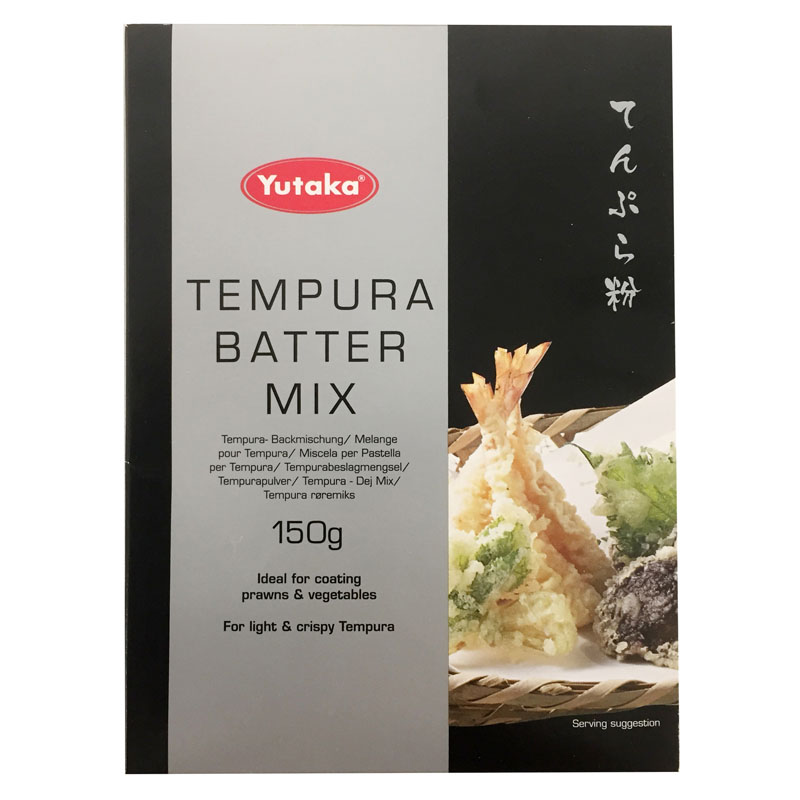 Yutaka®
TEMPURA
BATTER
MIX
Tempura- Backmischung/ Melange
pour Tempura/ Miscela per Pastella
per Tempura/ Tempurabeslagmengsel/
Tempurapulver/ Tempura - Dej Mix/
Tempura røremiks
150g
Ideal for coating
prawns & vegetables
For light & crispy Tempura
てんぷら粉
Serving suggestion